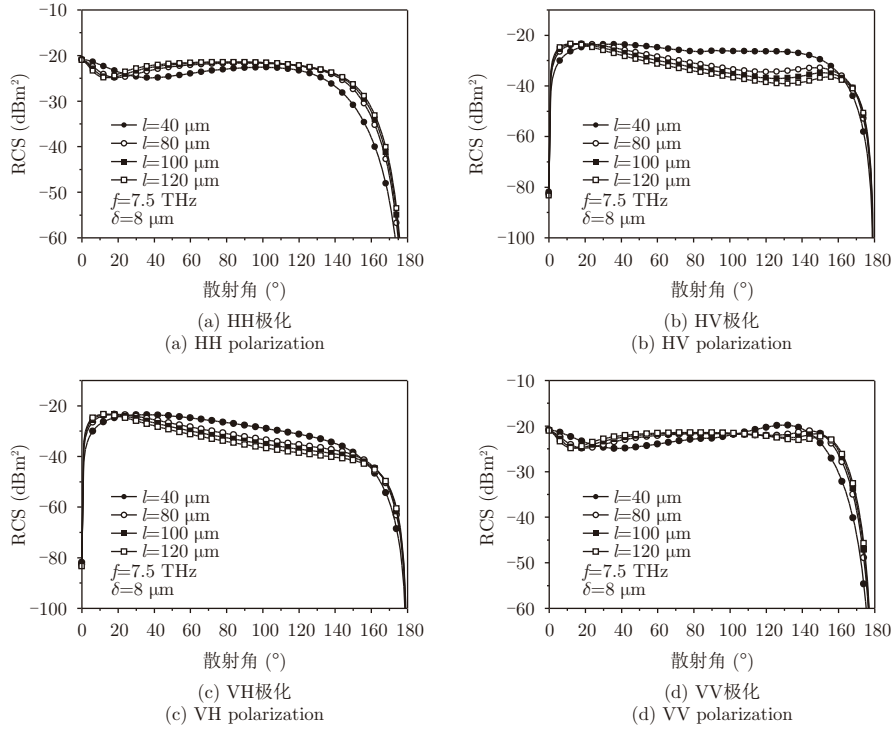 −10
−20
−30
−40
−50
−60
RCS (dBm²)
l=40 μm
l=80 μm
l=100 μm
l=120 μm
f=7.5 THz
δ=8 μm
0 20 40 60 80 100 120 140 160 180
散射角 (°)
(a) HH极化
(a) HH polarization
−20
−40
−60
−80
−100
RCS (dBm²)
l=40 μm
l=80 μm
l=100 μm
l=120 μm
f=7.5 THz
δ=8 μm
0 20 40 60 80 100 120 140 160 180
散射角 (°)
(b) HV极化
(b) HV polarization
−20
−40
−60
−80
−100
RCS (dBm²)
l=40 μm
l=80 μm
l=100 μm
l=120 μm
f=7.5 THz
δ=8 μm
0 20 40 60 80 100 120 140 160 180
散射角 (°)
(c) VH极化
(c) VH polarization
−10
−20
−30
−40
−50
−60
RCS (dBm²)
l=40 μm
l=80 μm
l=100 μm
l=120 μm
f=7.5 THz
δ=8 μm
0 20 40 60 80 100 120 140 160 180
散射角 (°)
(d) VV极化
(d) VV polarization